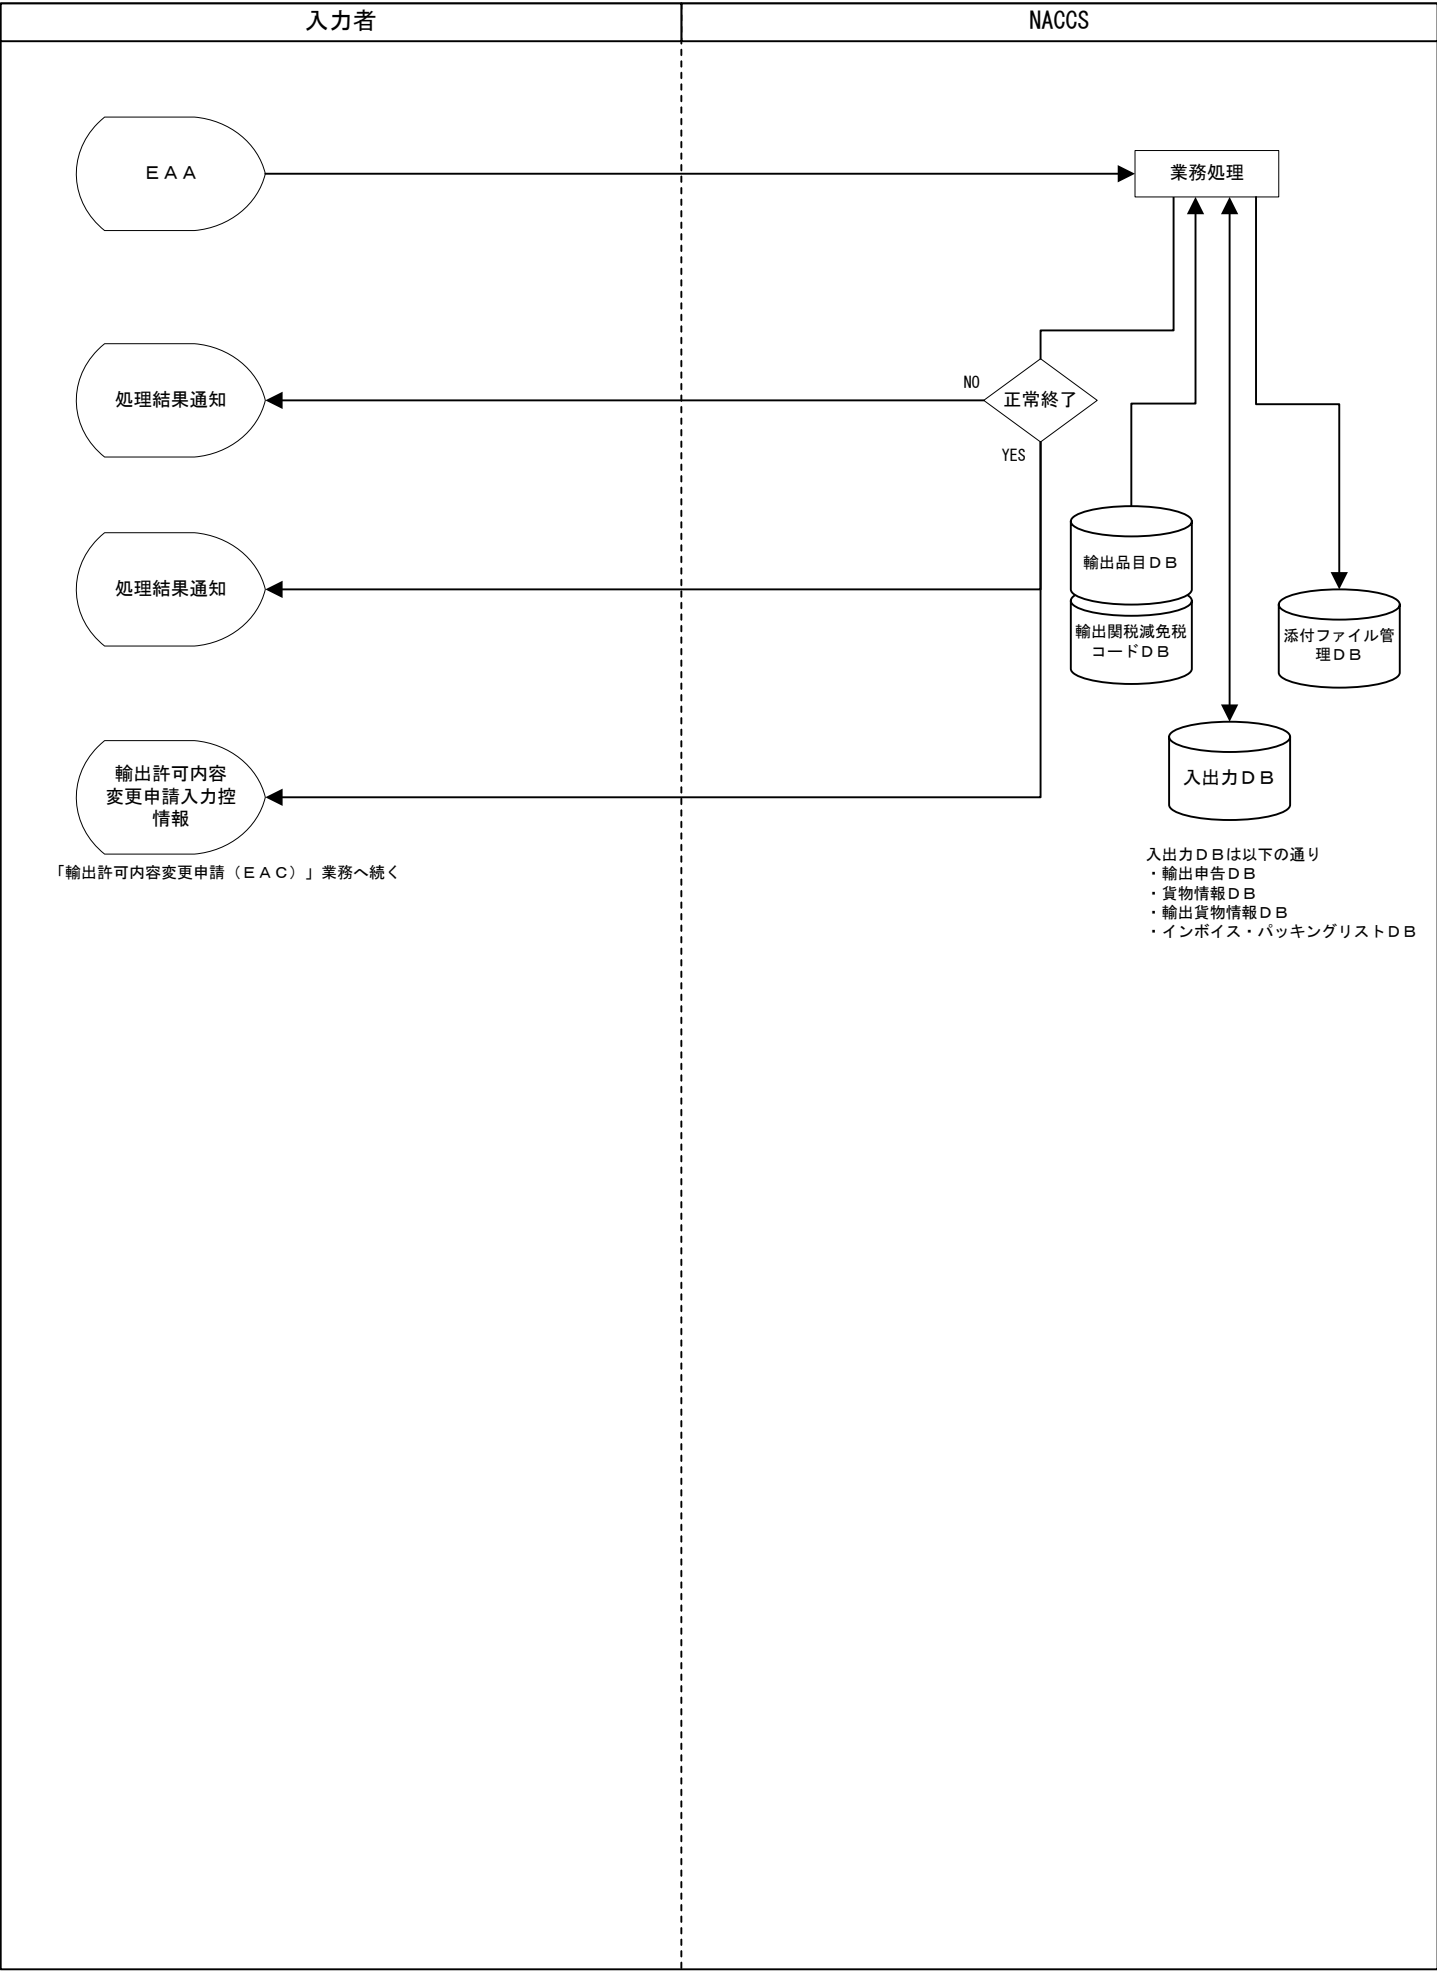 入力者
NACCS
ＥＡＡ
業務処理
処理結果通知
NO
正常終了
YES
処理結果通知
輸出品目ＤＢ
輸出関税減免税
コードＤＢ
添付ファイル管
理ＤＢ
入出力ＤＢ
輸出許可内容
変更申請入力控
情報
「輸出許可内容変更申請（ＥＡＣ）」業務へ続く
入出力ＤＢは以下の通り
・輸出申告ＤＢ
・貨物情報ＤＢ
・輸出貨物情報ＤＢ
・インボイス・パッキングリストＤＢ